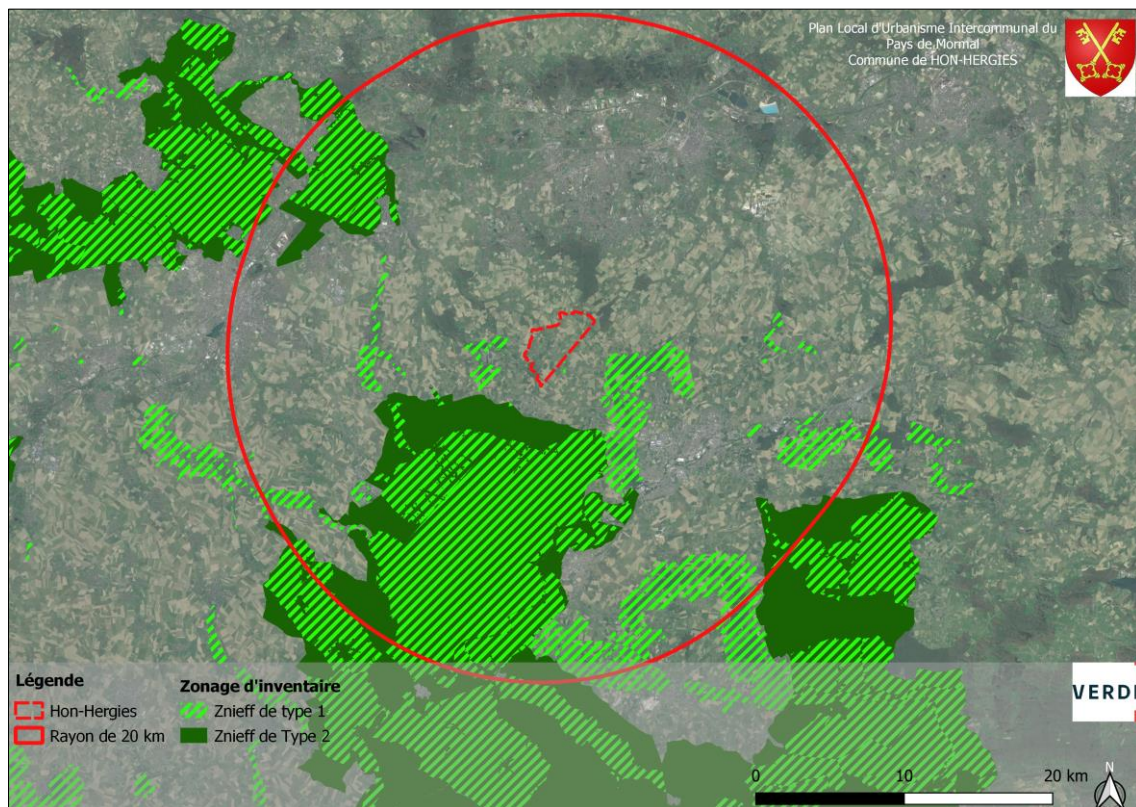 Plan Local d'Urbanisme Intercommunal du
Pays de Mormal
Commune de HON-HERGIES
Légende
Hon-Hergies
Rayon de 20 km
Zonage d'inventaire
Znieff de type 1
Znieff de Type 2
VERDI
0 10 20 km
N